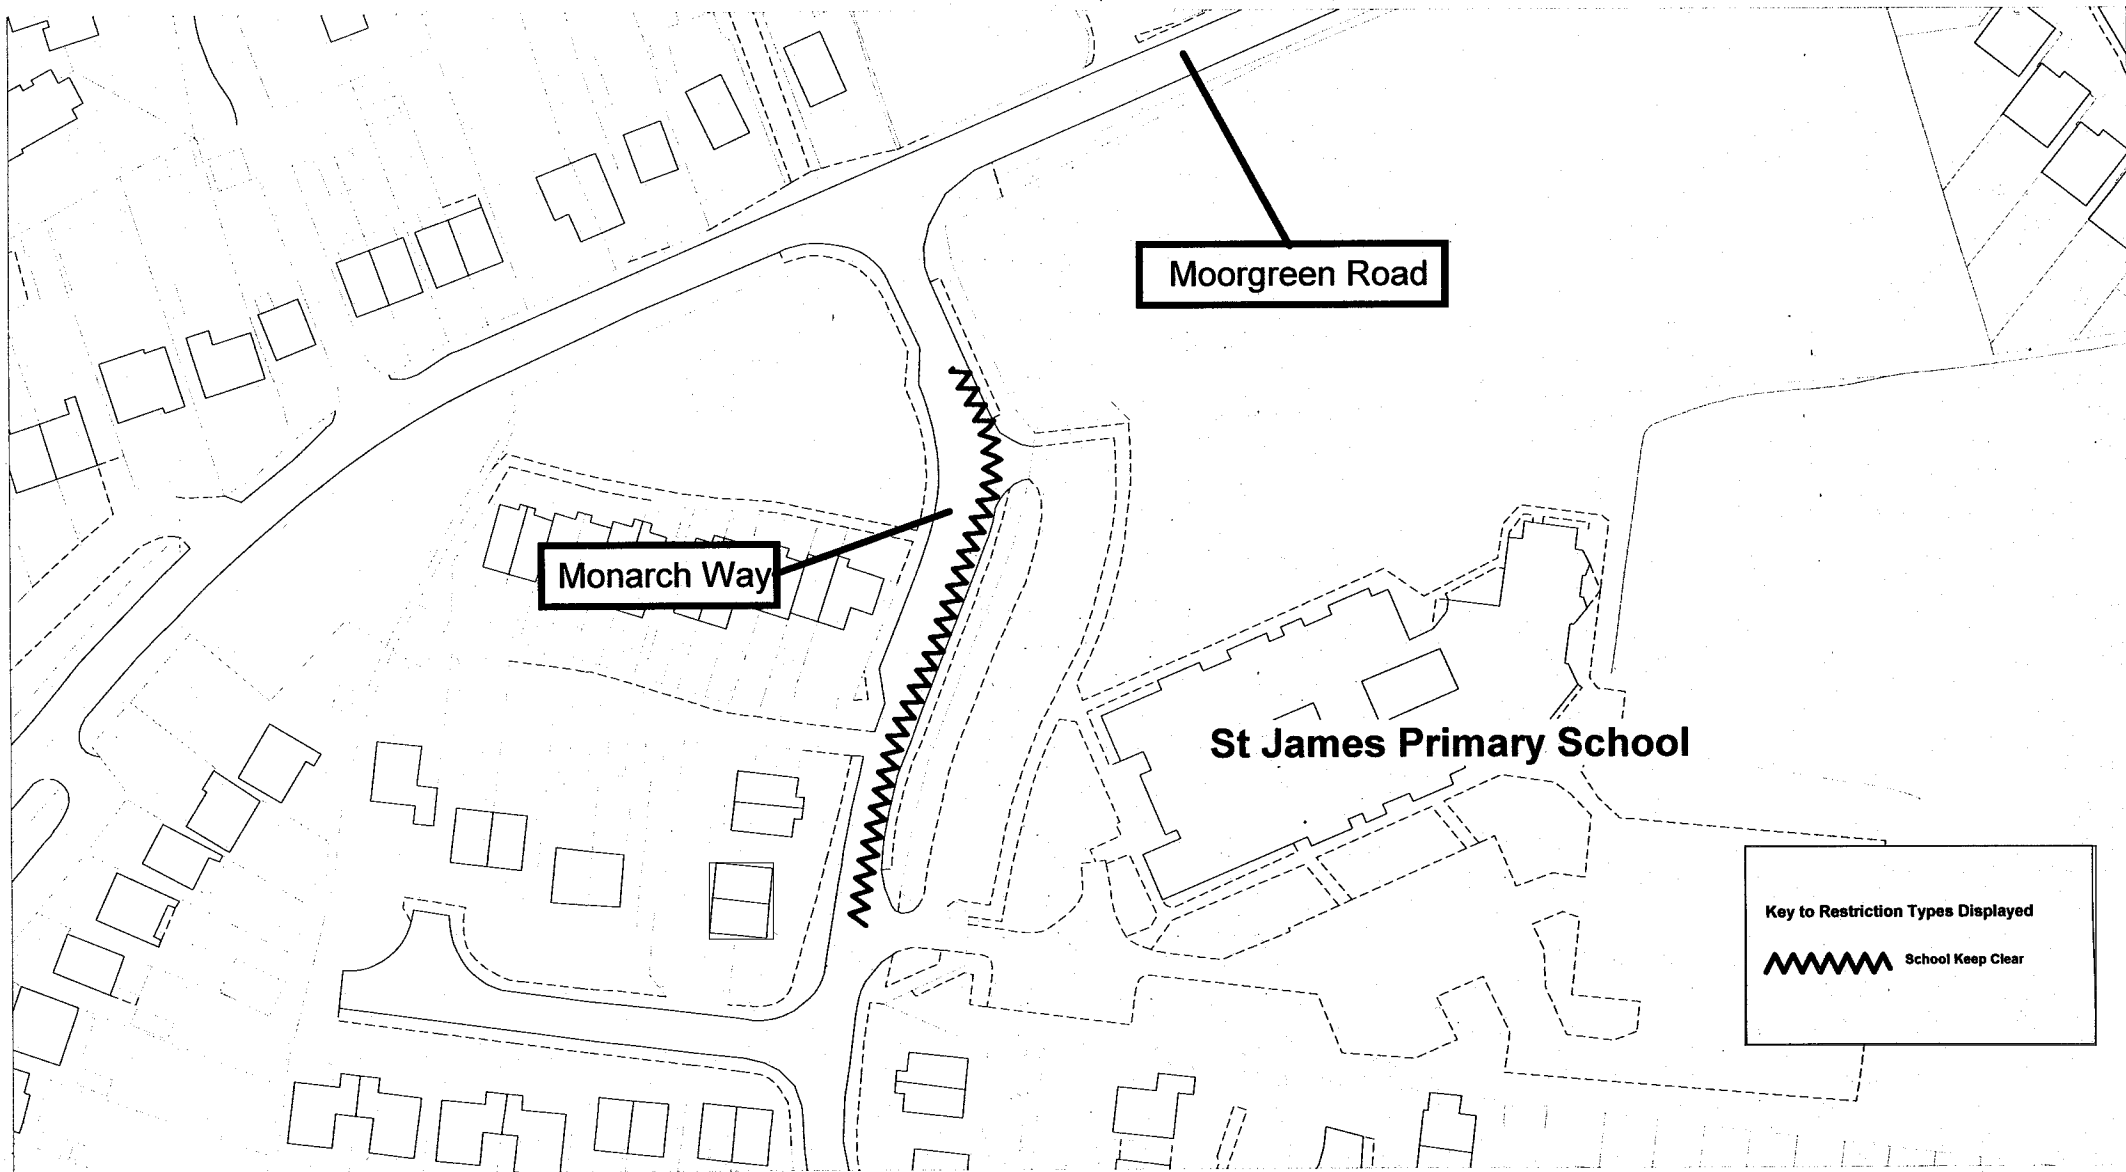 Moorgreen Road
Monarch Way
St James Primary School
Key to Restriction Types Displayed
School Keep Clear